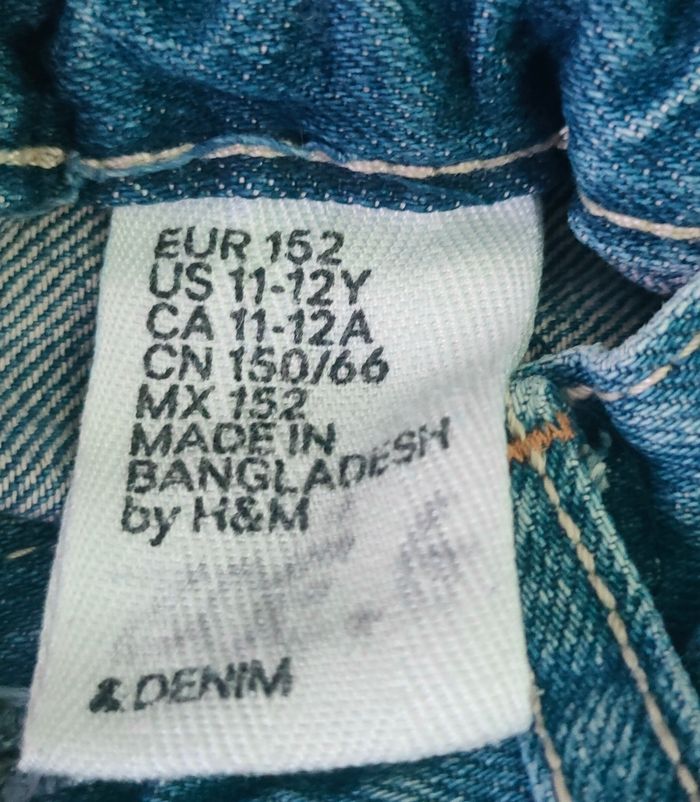 EUR 152
US 11-12Y
CA 11-12A
CN 150/66
MX 152
MADE IN
BANGLADESH
by H&M
& DENIM